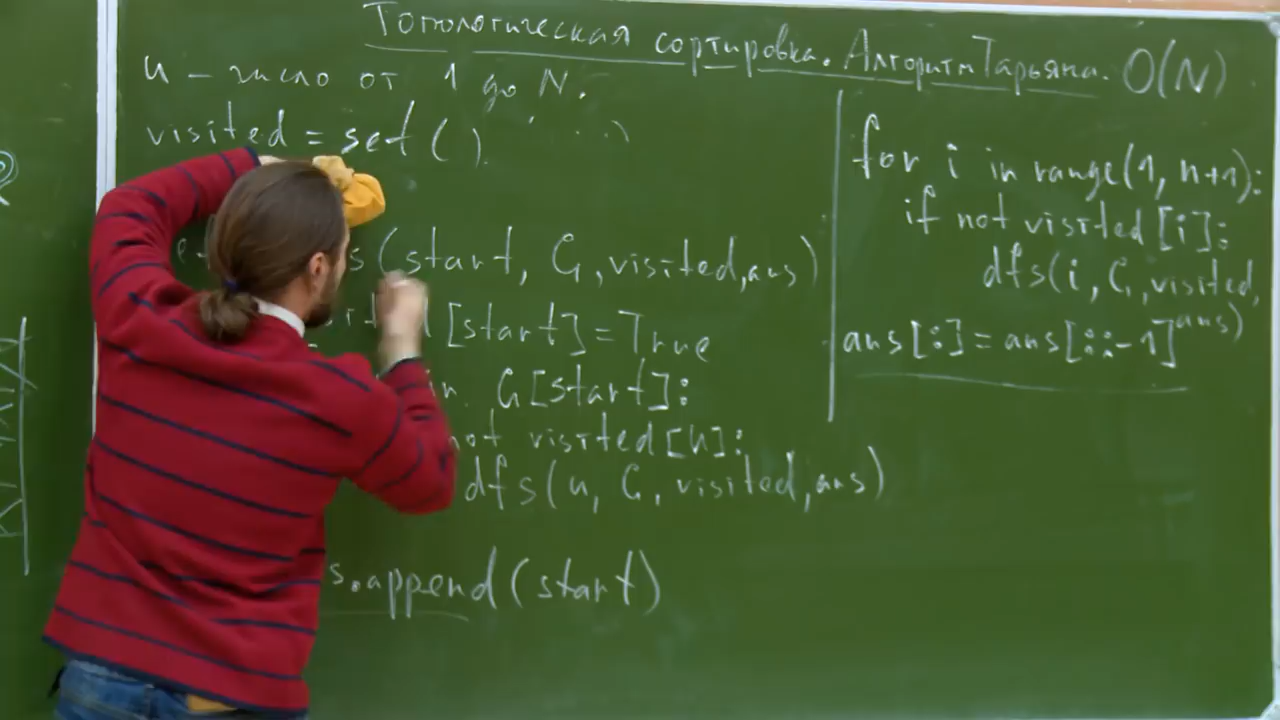 Топологическая сортировка. Алгоритм Тарьяна. O(N)
u - число от 1 до N.
visited = set()
(start, G, visited, ans)
[start] = True
G[start]:
not visited[u]:
dfs(u, G, visited, ans)
s.append(start)
for i in range(1, n+1):
if not visited[i]:
dfs(i, G, visited,
ans)
ans[:] = ans[::-1]